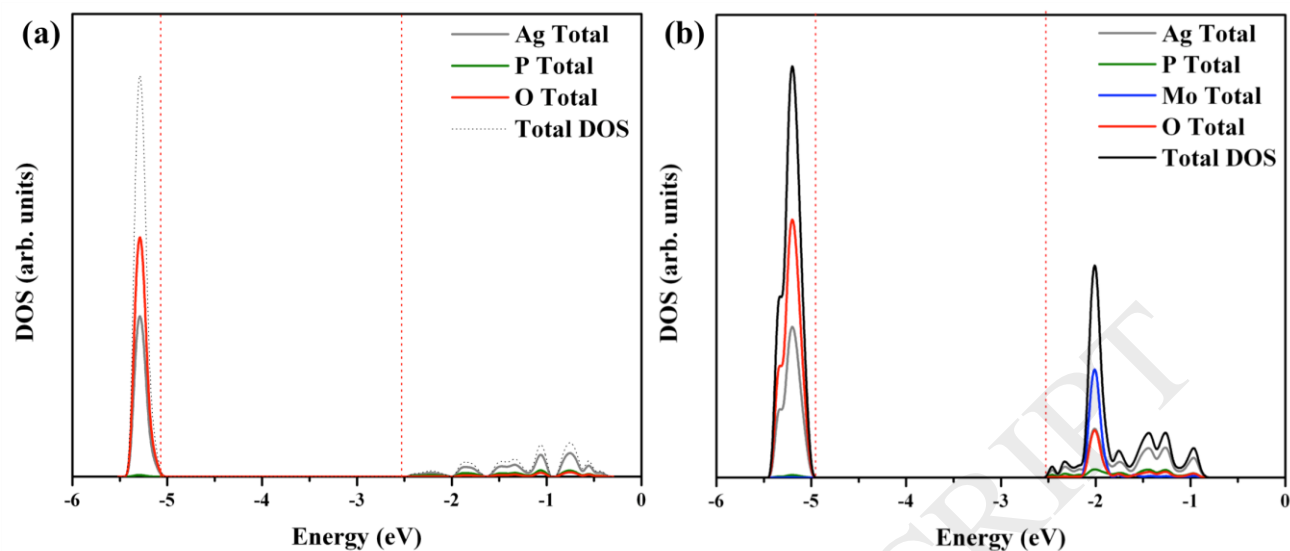 (a)
Ag Total
P Total
O Total
Total DOS
DOS (arb. units)
-6 -5 -4 -3 -2 -1 0
Energy (eV)
(b)
Ag Total
P Total
Mo Total
O Total
Total DOS
DOS (arb. units)
-6 -5 -4 -3 -2 -1 0
Energy (eV)
CRIPT